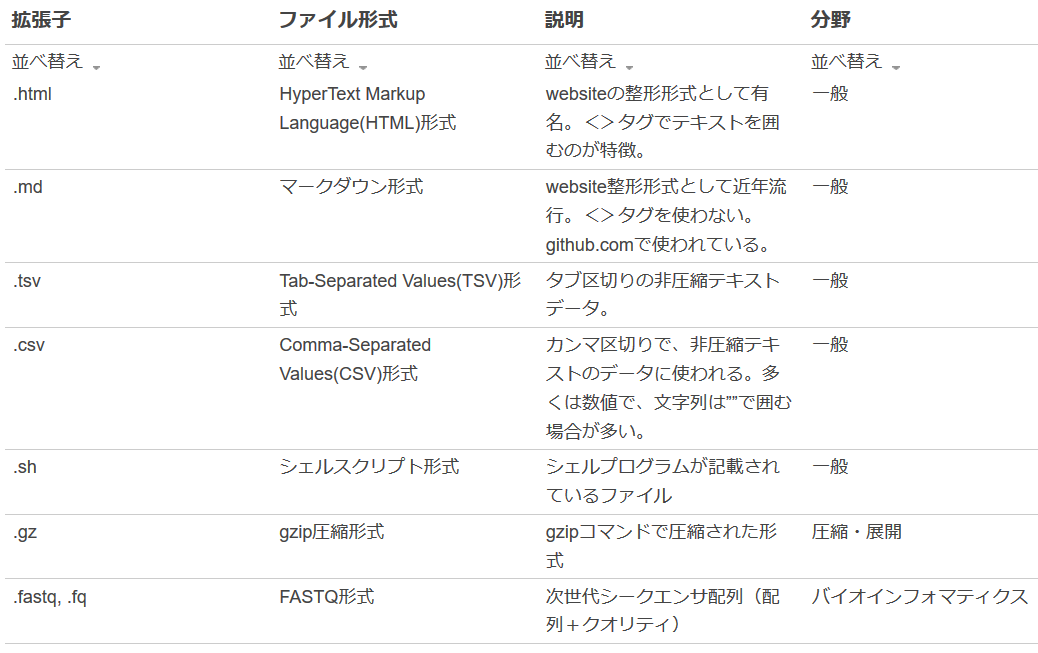 拡張子 ファイル形式 説明 分野
並べ替え 並べ替え 並べ替え 並べ替え
.html HyperText Markup websiteの整形形式として有 一般
Language(HTML)形式 名。<>タグでテキストを囲
むのが特徴。
.md マークダウン形式 website整形形式として近年流 一般
行。<>タグを使わない。
github.comで使われている。
.tsv Tab-Separated Values(TSV)形 タブ区切りの非圧縮テキスト 一般
式 データ。
.csv Comma-Separated カンマ区切りで、非圧縮テキ 一般
Values(CSV)形式 ストのデータに使われる。多
くは数値で、文字列は””で囲む
場合が多い。
.sh シェルスクリプト形式 シェルプログラムが記載され 一般
ているファイル
.gz gzip圧縮形式 gzipコマンドで圧縮された形 圧縮・展開
式
.fastq, .fq FASTQ形式 次世代シークエンサ配列（配 バイオインフォマティクス
列＋クオリティ）